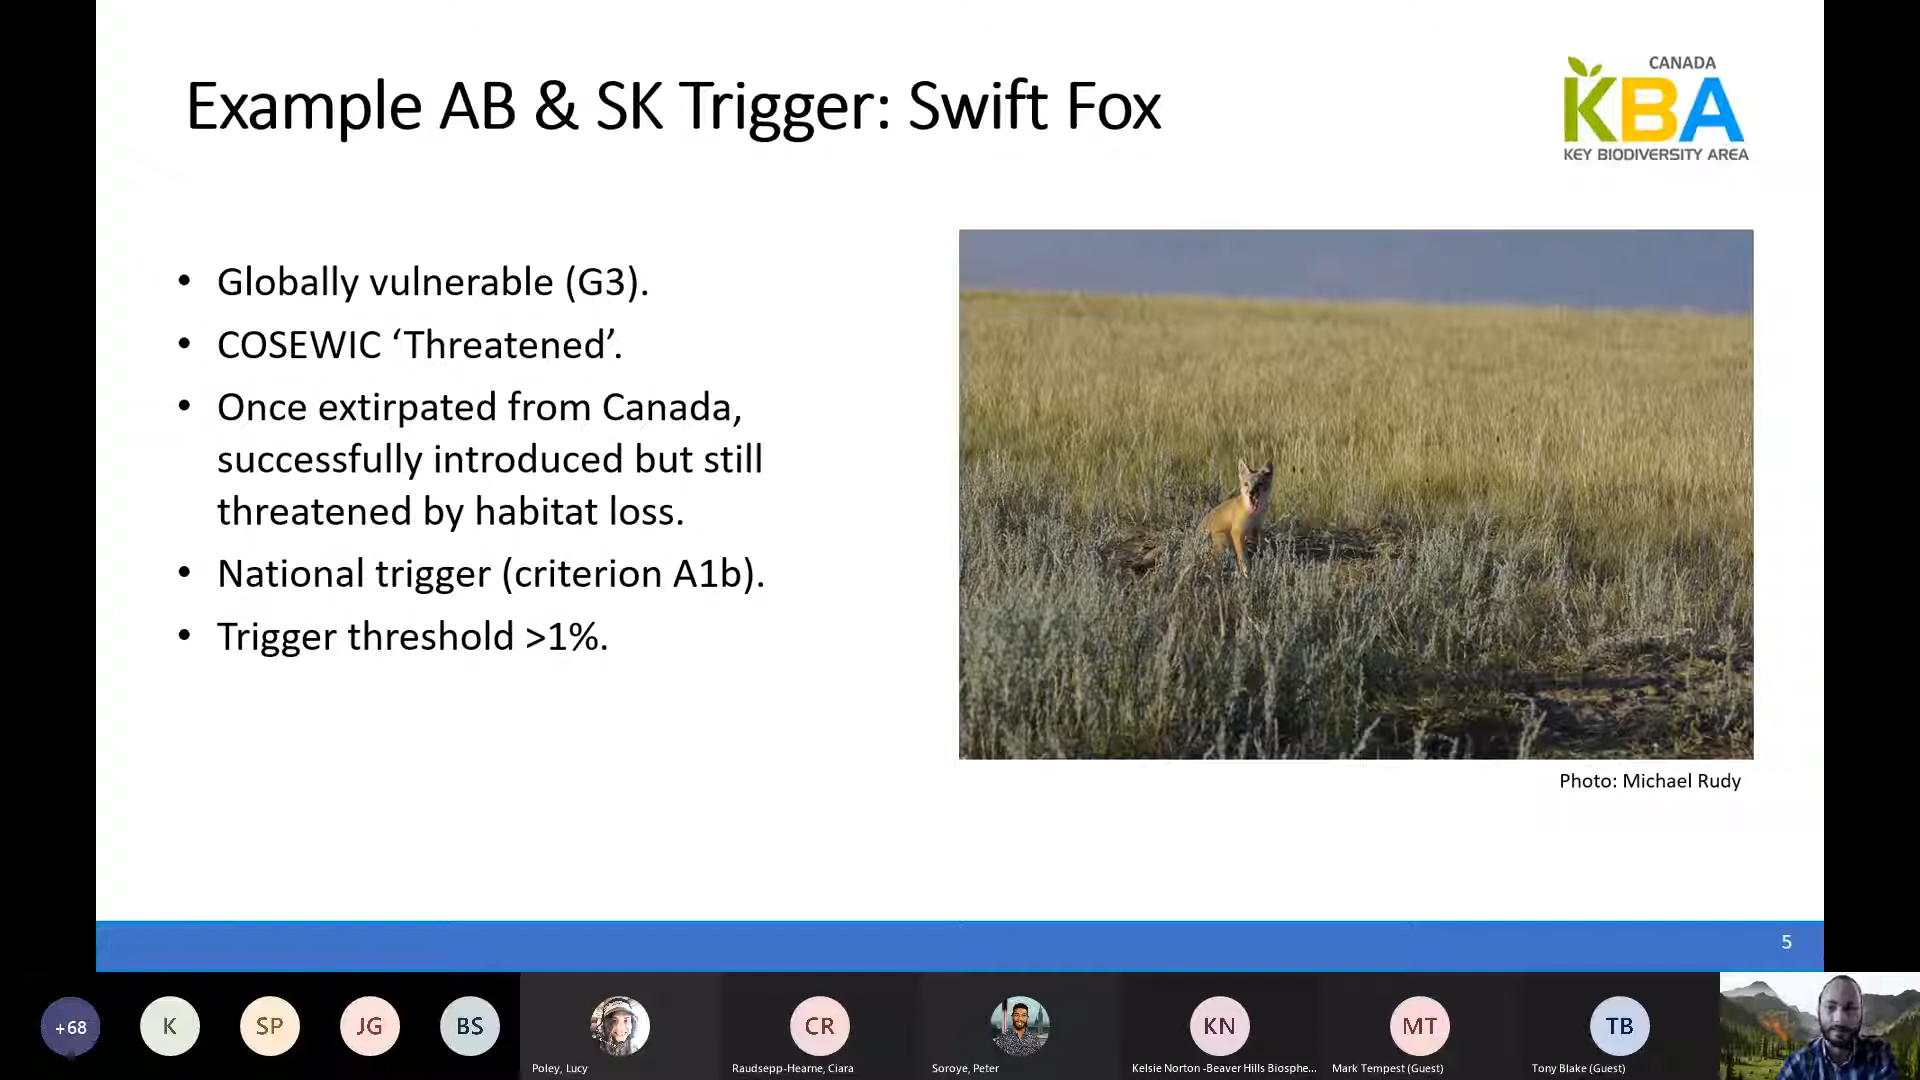 Example AB & SK Trigger: Swift Fox
CANADA
KBA
KEY BIODIVERSITY AREA
• Globally vulnerable (G3).
• COSEWIC ‘Threatened’.
• Once extirpated from Canada,
successfully introduced but still
threatened by habitat loss.
• National trigger (criterion A1b).
• Trigger threshold >1%.
Photo: Michael Rudy
5
+68
K
SP
JG
BS
CR
KN
MT
TB
Poley, Lucy
Raudsepp-Hearne, Ciara
Soroye, Peter
Kelsie Norton -Beaver Hills Biosphe...
Mark Tempest (Guest)
Tony Blake (Guest)